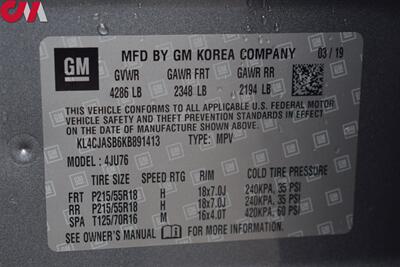 CM
GM
MFD BY GM KOREA COMPANY 03 / 19
GVWR GAWR FRT GAWR RR
4286 LB 2348 LB 2194 LB
THIS VEHICLE CONFORMS TO ALL APPLICABLE U.S. FEDERAL MOTOR
VEHICLE SAFETY AND THEFT PREVENTION STANDARDS IN EFFECT ON
THE DATE OF MANUFACTURE SHOWN ABOVE.
KL4CJASB6KB891413 TYPE: MPV
MODEL: 4JU76
TIRE SIZE SPEED RTG RIM COLD TIRE PRESSURE
FRT P215/55R18 H 18x7.0J 240KPA, 35 PSI
RR P215/55R18 H 18x7.0J 240KPA, 35 PSI
SPA T125/70R16 M 16x4.0T 420KPA, 60 PSI
SEE OWNER'S MANUAL FOR MORE INFORMATION.